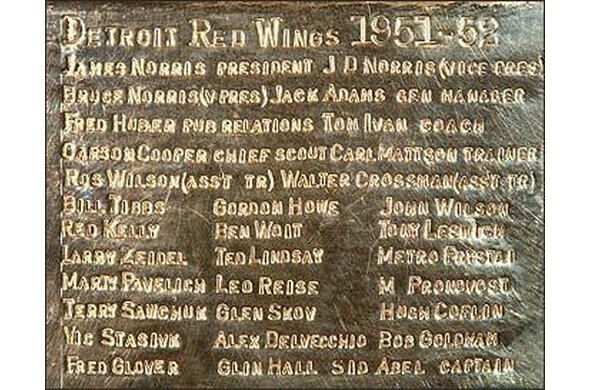 DETROIT RED WINGS 1951-52
JAMES NORRIS PRESIDENT J D NORRIS (VICE PRES)
BRUCE NORRIS (V PRES) JACK ADAMS GEN MANAGER
FRED HUBER PUB RELATIONS TOM IVAN COACH
CARSON COOPER CHIEF SCOUT CARL MATTSON TRAINER
ROS WILSON (ASS'T TR) WALTER CROSSMAN (ASS'T TR)
BILL TIBBS GORDON HOWE JOHN WILSON
RED KELLY BEN WOIT TONY LESWICK
LARRY ZEIDEL TED LINDSAY METRO PRYSTAI
MARTY PAVELICH LEO REISE M PRONOVOST
TERRY SAWCHUK GLEN SKOV HUGH COFLIN
VIC STASIUK ALEX DELVECCHIO BOB GOLDHAM
FRED GLOVER GLIN HALL SID ABEL CAPTAIN